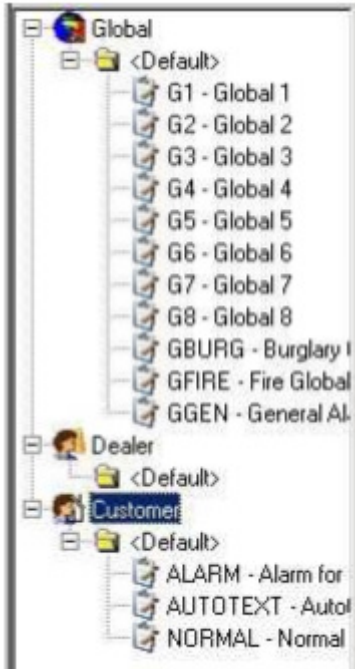 Global
<Default>
G1 - Global 1
G2 - Global 2
G3 - Global 3
G4 - Global 4
G5 - Global 5
G6 - Global 6
G7 - Global 7
G8 - Global 8
GBURG - Burglary
GFIRE - Fire Global
GGEN - General
Dealer
<Default>
Customer
<Default>
ALARM - Alarm for
AUTOTEXT -
NORMAL - Normal